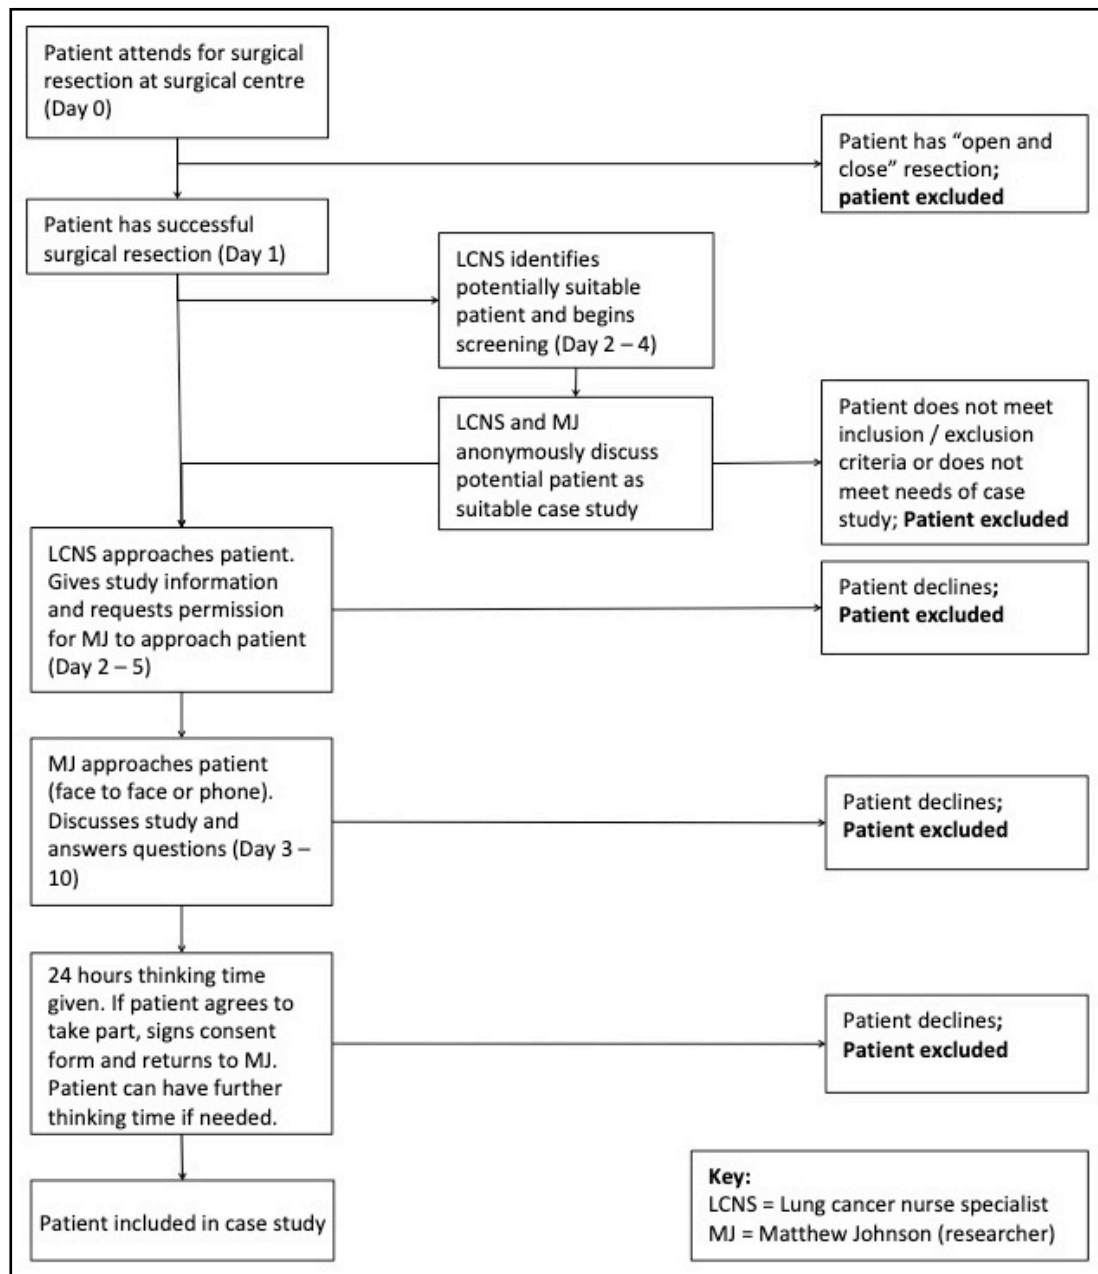 Patient attends for surgical
resection at surgical centre
(Day 0)
Patient has “open and
close” resection;
patient excluded
Patient has successful
surgical resection (Day 1)
LCNS identifies
potentially suitable
patient and begins
screening (Day 2 – 4)
LCNS and MJ
anonymously discuss
potential patient as
suitable case study
Patient does not meet
inclusion / exclusion
criteria or does not
meet needs of case
study; Patient excluded
LCNS approaches patient.
Gives study information
and requests permission
for MJ to approach patient
(Day 2 – 5)
Patient declines;
Patient excluded
MJ approaches patient
(face to face or phone).
Discusses study and
answers questions (Day 3 –
10)
Patient declines;
Patient excluded
24 hours thinking time
given. If patient agrees to
take part, signs consent
form and returns to MJ.
Patient can have further
thinking time if needed.
Patient declines;
Patient excluded
Patient included in case study
Key:
LCNS = Lung cancer nurse specialist
MJ = Matthew Johnson (researcher)